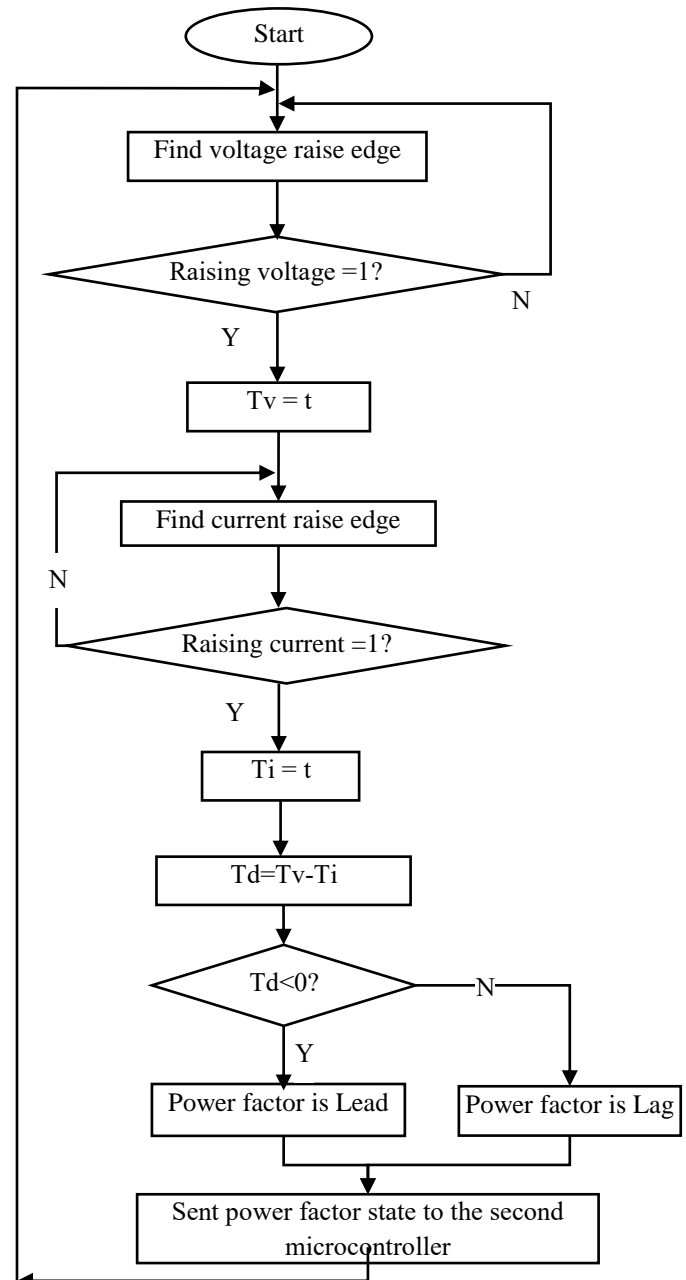 Start
Find voltage raise edge
Raising voltage =1?
N
Y
Tv = t
Find current raise edge
N
Raising current =1?
Y
Ti = t
Td=Tv-Ti
Td<0?
N
Y
Power factor is Lead
Power factor is Lag
Sent power factor state to the second
microcontroller